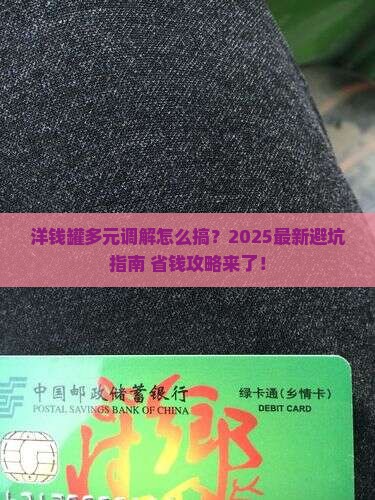 洋钱罐多元调解怎么搞？2025最新避坑
指南 省钱攻略来了！
中国邮政储蓄银行
POSTAL SAVINGS BANK OF CHINA
绿卡通（乡情卡）
DEBIT CARD
鄉